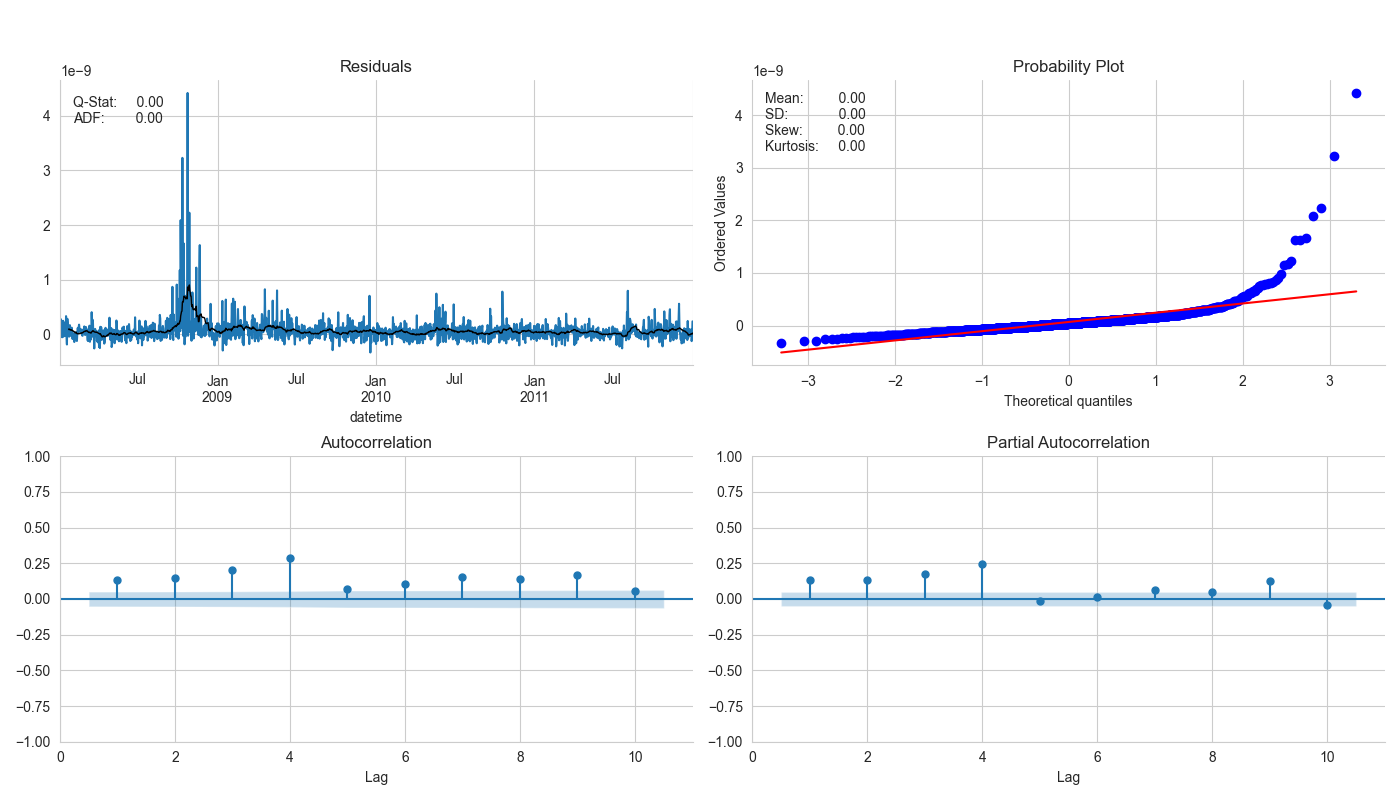 Residuals
1e−9
Q-Stat: 0.00
ADF: 0.00
4
3
2
1
0
Jul Jan Jul Jan Jul Jan Jul
2009 2010 2011
datetime
Probability Plot
1e−9
Mean: 0.00
SD: 0.00
Skew: 0.00
Kurtosis: 0.00
Ordered Values
4
3
2
1
0
−3 −2 −1 0 1 2 3
Theoretical quantiles
Autocorrelation
1.00
0.75
0.50
0.25
0.00
−0.25
−0.50
−0.75
−1.00
0 2 4 6 8 10
Lag
Partial Autocorrelation
1.00
0.75
0.50
0.25
0.00
−0.25
−0.50
−0.75
−1.00
0 2 4 6 8 10
Lag